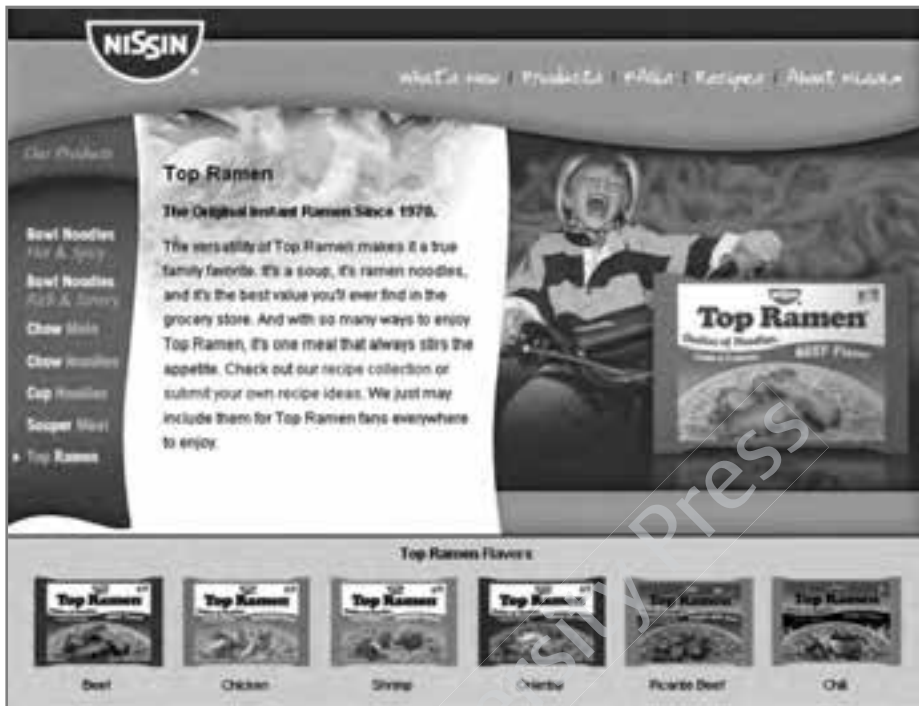 NISSIN
What's New | Products | FAQs | Recipes | About Nissin
Our Products
Top Ramen
The Original Instant Ramen Since 1970.
The versatility of Top Ramen makes it a true
family favorite. It's a soup, it's ramen noodles,
and it's the best value you'll ever find in the
grocery store. And with so many ways to enjoy
Top Ramen, it's one meal that always stirs the
appetite. Check out our recipe collection or
submit your own recipe ideas. We just may
include them for Top Ramen fans everywhere
to enjoy.
Bowl Noodles
Hot & Spicy
Bowl Noodles
Rich & Savory
Chow Mein
Chow Noodles
Cup Noodles
Souper Meal
Top Ramen
Top Ramen
Oodles of Noodles
BEEF Flavor
Top Ramen Flavors
Top Ramen
Top Ramen
Top Ramen
Top Ramen
Top Ramen
Top Ramen
Beef
Chicken
Shrimp
Oriental
Picante Beef
Chili
Press